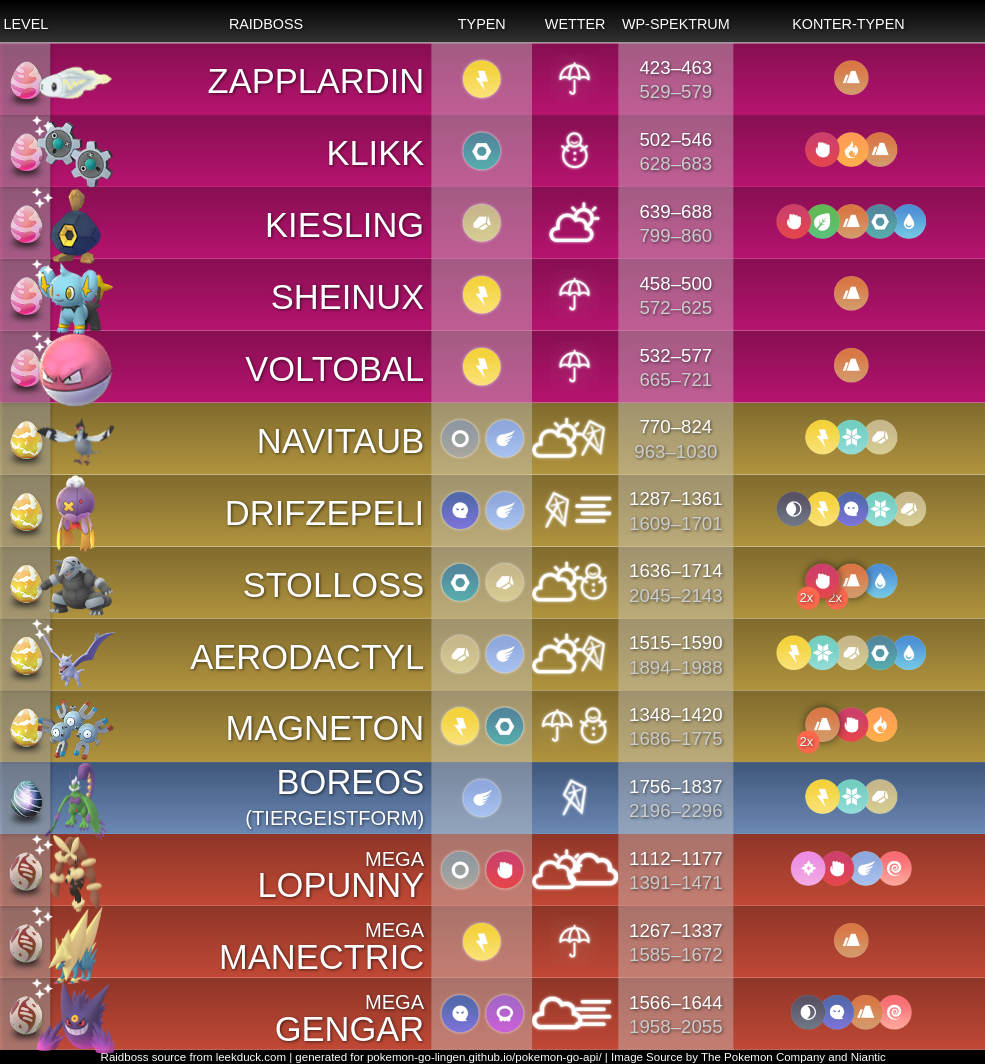 LEVEL RAIDBOSS TYPEN WETTER WP-SPEKTRUM KONTER-TYPEN
ZAPPLARDIN 423–463
529–579
KLIKK 502–546
628–683
KIESLING 639–688
799–860
SHEINUX 458–500
572–625
VOLTOBAL 532–577
665–721
NAVITAUB 770–824
963–1030
DRIFZEPELI 1287–1361
1609–1701
STOLLOSS 1636–1714
2045–2143 2x 2x
AERODACTYL 1515–1590
1894–1988
MAGNETON 1348–1420
1686–1775 2x
BOREOS 1756–1837
(TIERGEISTFORM) 2196–2296
MEGA 1112–1177
LOPUNNY 1391–1471
MEGA 1267–1337
MANECTRIC 1585–1672
MEGA 1566–1644
GENGAR 1958–2055
Raidboss source from leekduck.com | generated for pokemon-go-lingen.github.io/pokemon-go-api/ | Image Source by The Pokemon Company and Niantic